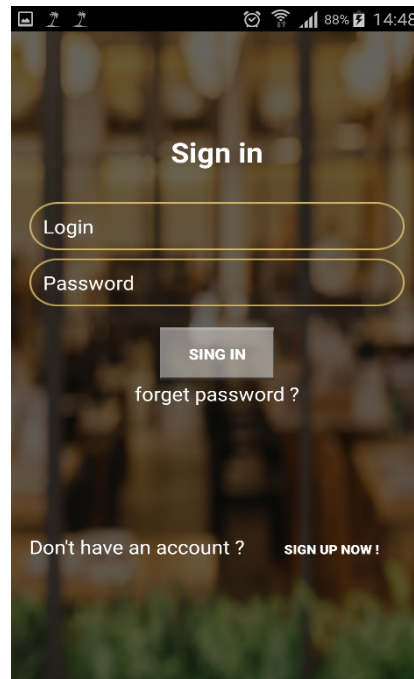 88% 14:48
Sign in
Login
Password
SING IN
forget password ?
Don't have an account ? SIGN UP NOW !